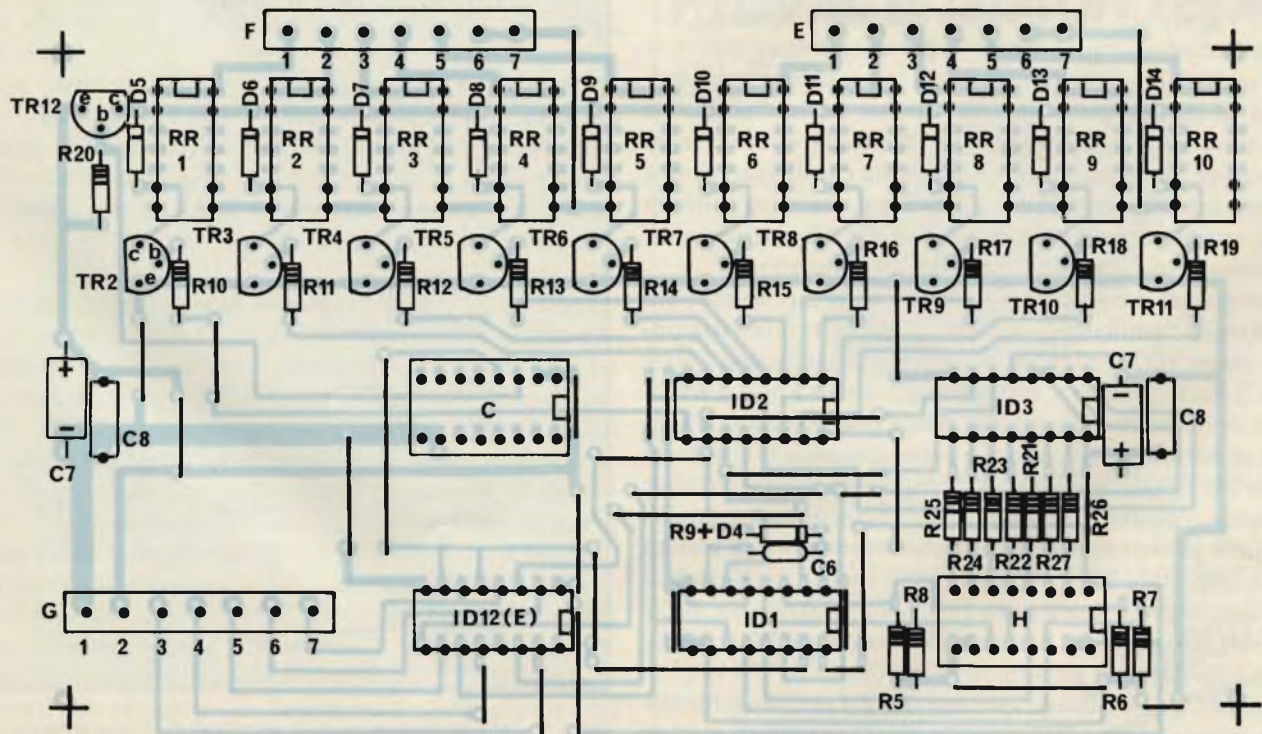 F
1 2 3 4 5 6 7
E
1 2 3 4 5 6 7
TR12
e c
b
D5 D6 D7 D8 D9 D10 D11 D12 D13 D14
R20
RR 1
RR 2
RR 3
RR 4
RR 5
RR 6
RR 7
RR 8
RR 9
RR 10
TR3 TR4 TR5 TR6 TR7 TR8
R16 R17 R18 R19
c b
e
TR2
R10 R11 R12 R13 R14 R15
TR9 TR10 TR11
+
-
C7
C8
C
ID2
ID3
C7
-
+
C8
R23 R21
R25 R26
R24 R22 R27
R9+D4
C6
G
1 2 3 4 5 6 7
ID12(E)
ID1
R8
H
R7
R5
R6